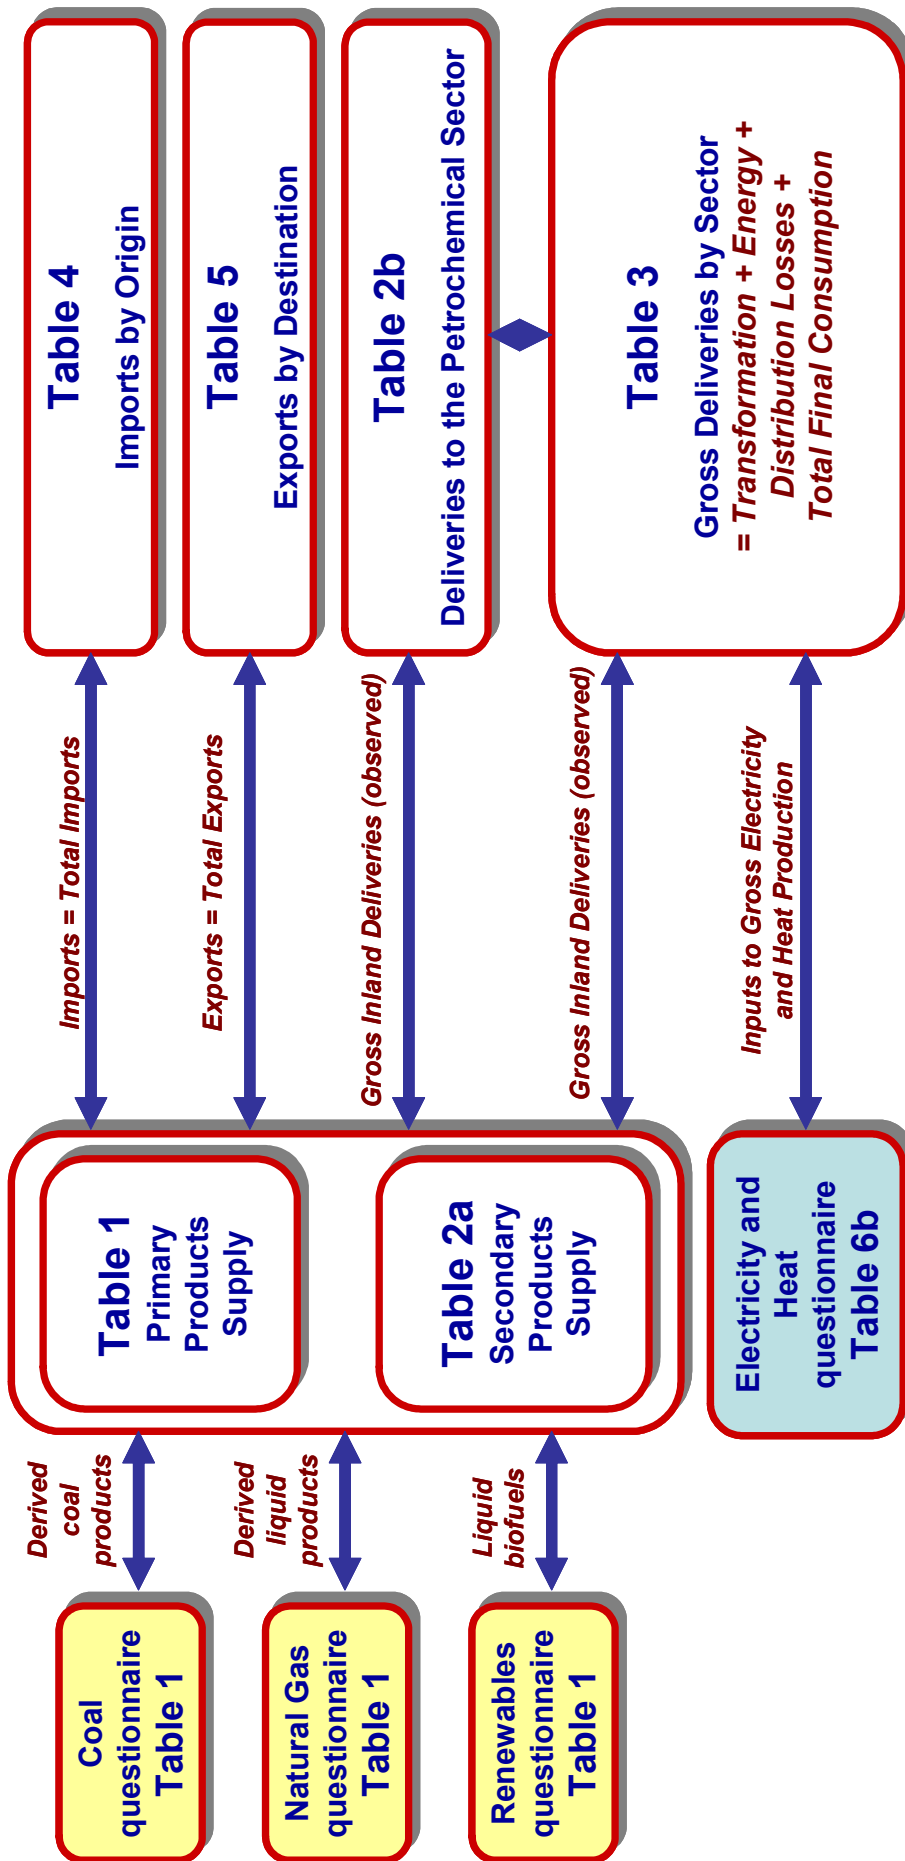 Coal
questionnaire
Table 1
Natural Gas
questionnaire
Table 1
Renewables
questionnaire
Table 1
Derived
coal
products
Derived
liquid
products
Liquid
biofuels
Table 1
Primary
Products
Supply
Table 2a
Secondary
Products
Supply
Electricity and
Heat
questionnaire
Table 6b
Imports = Total Imports
Exports = Total Exports
Gross Inland Deliveries (observed)
Gross Inland Deliveries (observed)
Inputs to Gross Electricity
and Heat Production
Table 4
Imports by Origin
Table 5
Exports by Destination
Table 2b
Deliveries to the Petrochemical Sector
Table 3
Gross Deliveries by Sector
= Transformation + Energy +
Distribution Losses +
Total Final Consumption